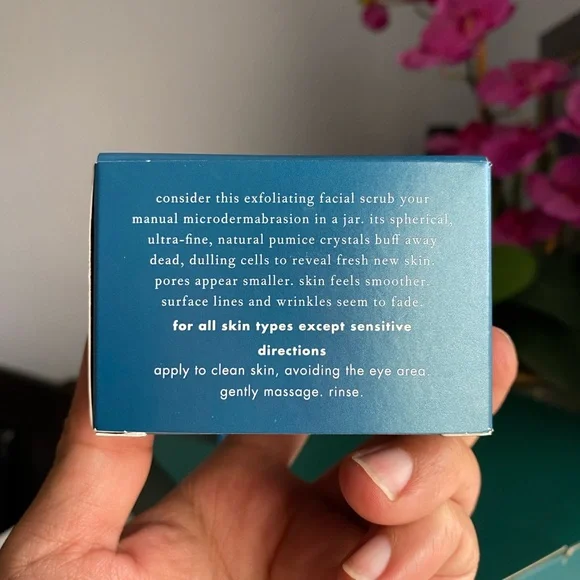 consider this exfoliating facial scrub your
manual microdermabrasion in a jar. its spherical,
ultra-fine, natural pumice crystals buff away
dead, dulling cells to reveal fresh new skin.
pores appear smaller. skin feels smoother.
surface lines and wrinkles seem to fade.
for all skin types except sensitive
directions
apply to clean skin, avoiding the eye area.
gently massage. rinse.